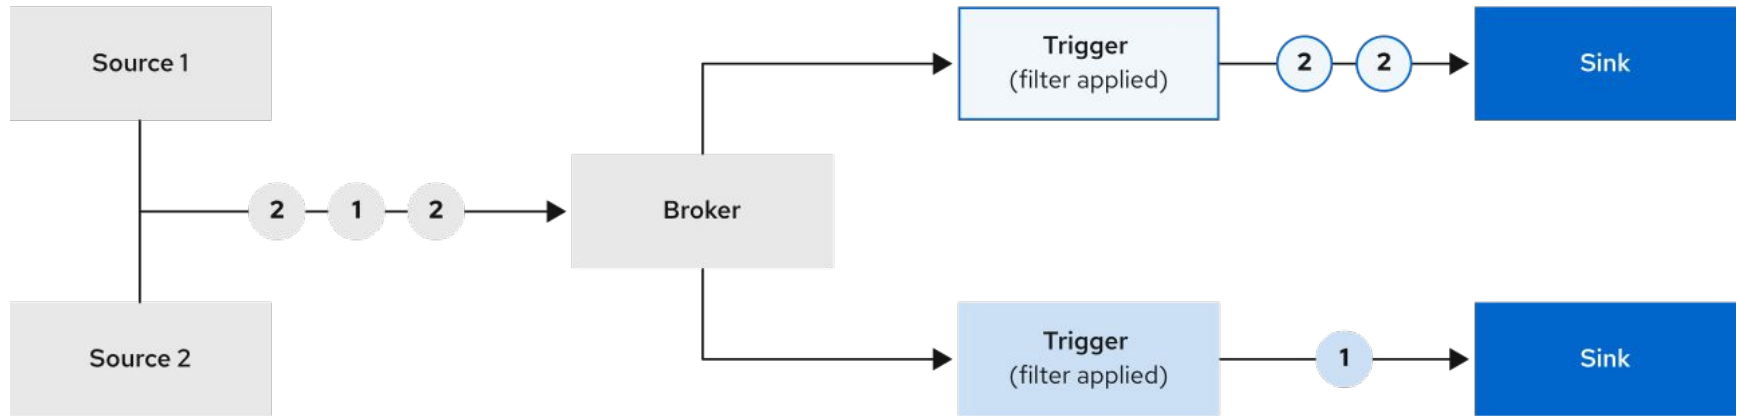 Source 1
Trigger
(filter applied)
2 2
Sink
2 1 2
Broker
Source 2
Trigger
(filter applied)
1
Sink